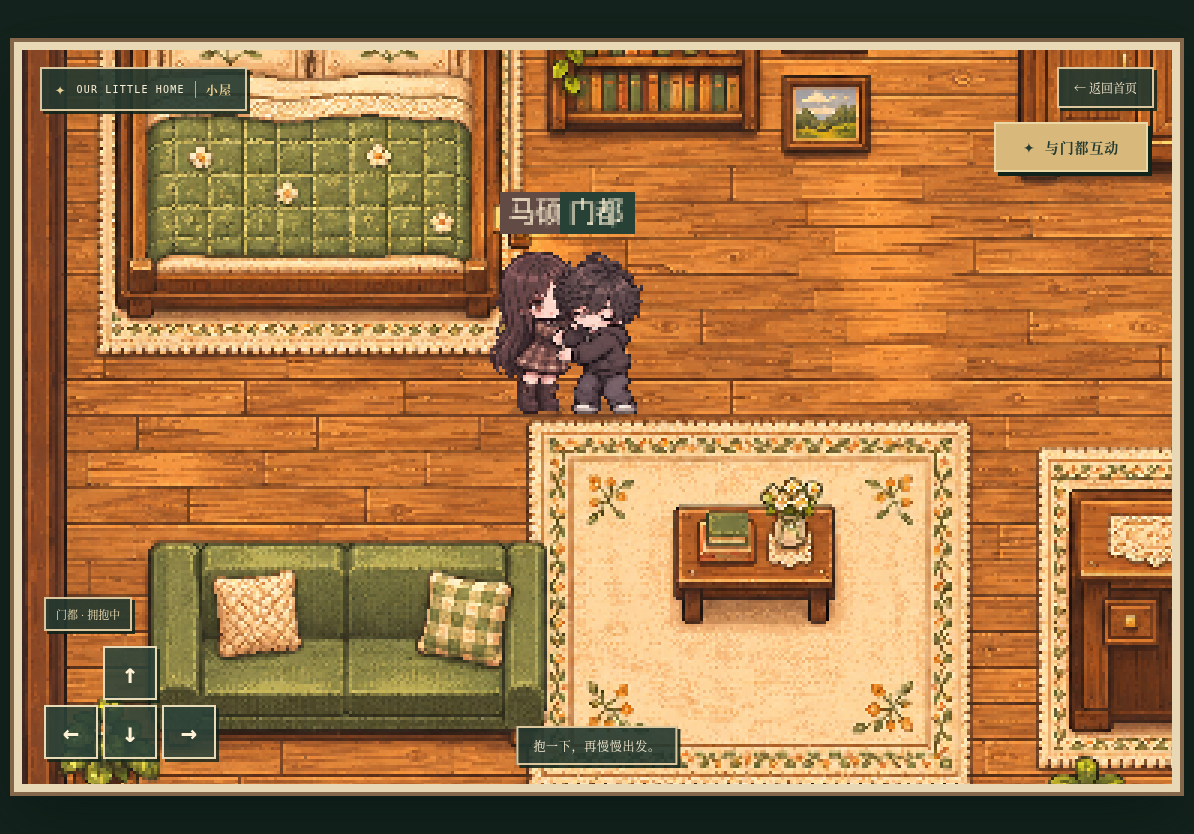 ✦ OUR LITTLE HOME | 小屋
← 返回首页
✦ 与门都互动
马硕 门都
门都 · 拥抱中
↑
← ↓ →
抱一下，再慢慢出发。